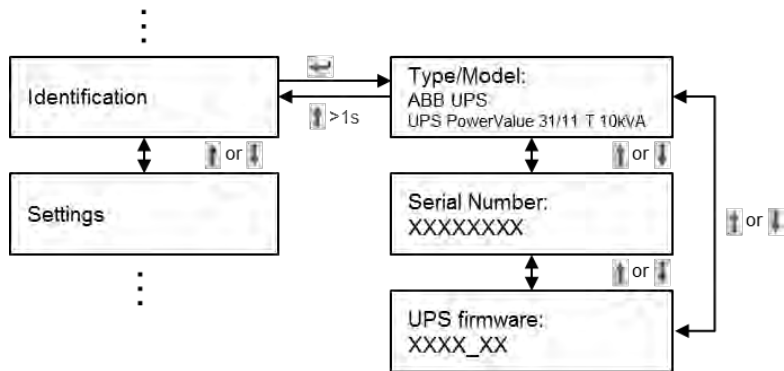 Identification
>1s
Type/Model:
ABB UPS
UPS PowerValue 31/11 T 10kVA
or
or
Settings
Serial Number:
XXXXXXXX
or
or
UPS firmware:
XXXX_XX